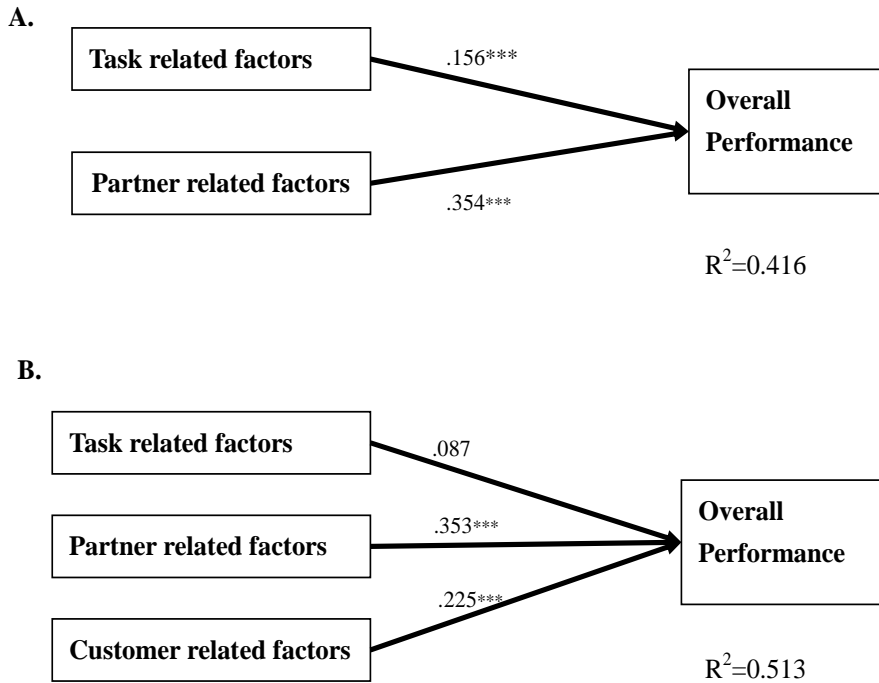 A.
Task related factors
.156***
Overall
Performance
Partner related factors
.354***
R²=0.416
B.
Task related factors
.087
Overall
Performance
Partner related factors
.353***
.225***
Customer related factors
R²=0.513